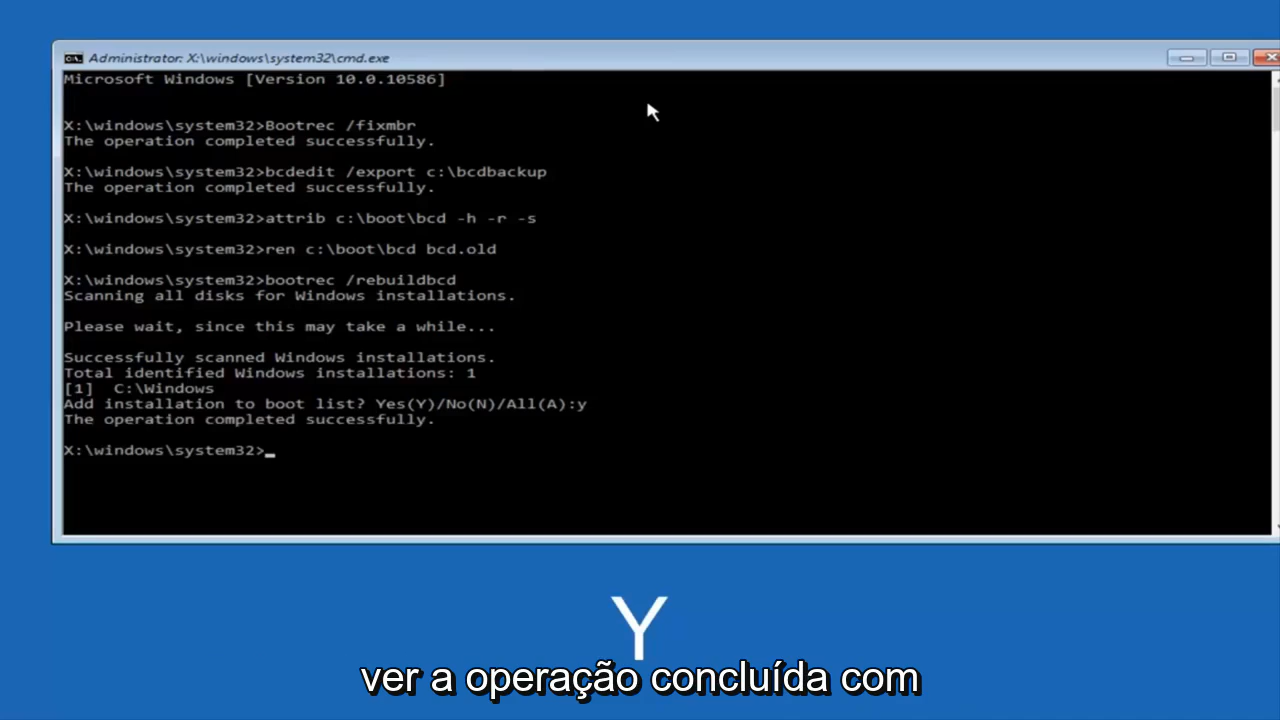 Administrator: X:\windows\system32\cmd.exe
Microsoft Windows [Version 10.0.10586]
X:\windows\system32>Bootrec /fixmbr
The operation completed successfully.
X:\windows\system32>bcdedit /export c:\bcdbackup
The operation completed successfully.
X:\windows\system32>attrib c:\boot\bcd -h -r -s
X:\windows\system32>ren c:\boot\bcd bcd.old
X:\windows\system32>bootrec /rebuildbcd
Scanning all disks for Windows installations.
Please wait, since this may take a while...
Successfully scanned Windows installations.
Total identified Windows installations: 1
[1]  C:\Windows
Add installation to boot list? Yes(Y)/No(N)/All(A):y
The operation completed successfully.
X:\windows\system32>_
Y
ver a operação concluída com